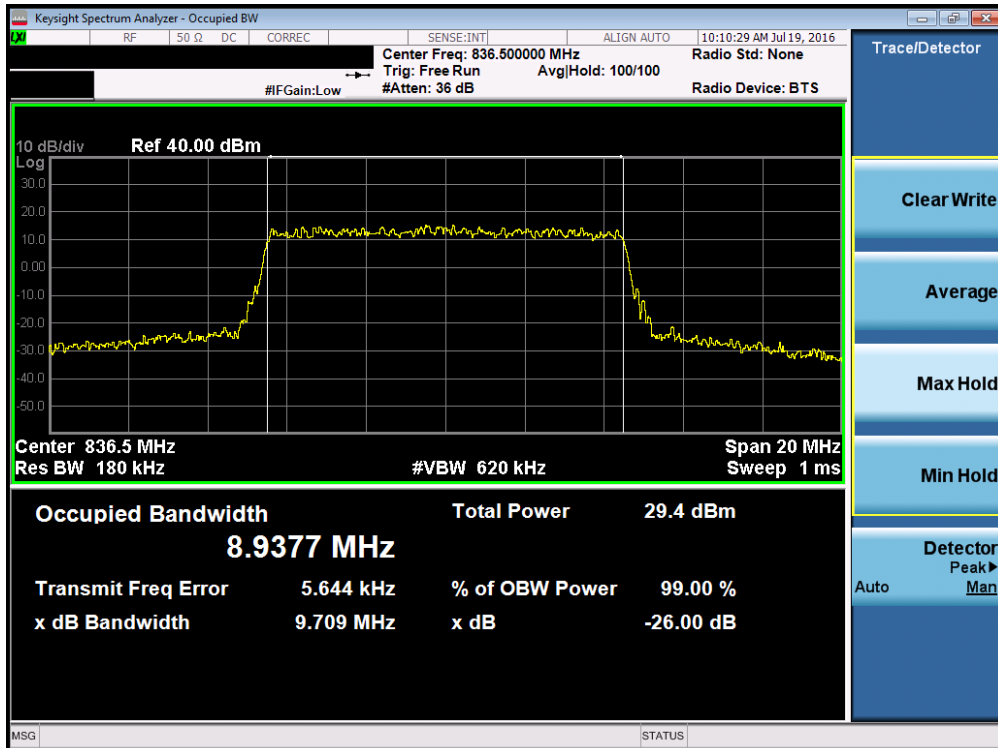 Keysight Spectrum Analyzer - Occupied BW
LXI RF 50 Ω DC CORREC SENSE:INT ALIGN AUTO 10:10:29 AM Jul 19, 2016
Center Freq: 836.500000 MHz Radio Std: None
Trig: Free Run Avg|Hold: 100/100
#IFGain:Low #Atten: 36 dB Radio Device: BTS
10 dB/div Ref 40.00 dBm
Log
30.0
20.0
10.0
0.00
-10.0
-20.0
-30.0
-40.0
-50.0
Center 836.5 MHz Span 20 MHz
Res BW 180 kHz #VBW 620 kHz Sweep 1 ms
Occupied Bandwidth Total Power 29.4 dBm
8.9377 MHz
Transmit Freq Error 5.644 kHz % of OBW Power 99.00 %
x dB Bandwidth 9.709 MHz x dB -26.00 dB
MSG STATUS
Trace/Detector
Clear Write
Average
Max Hold
Min Hold
Detector
Peak▶
Auto Man